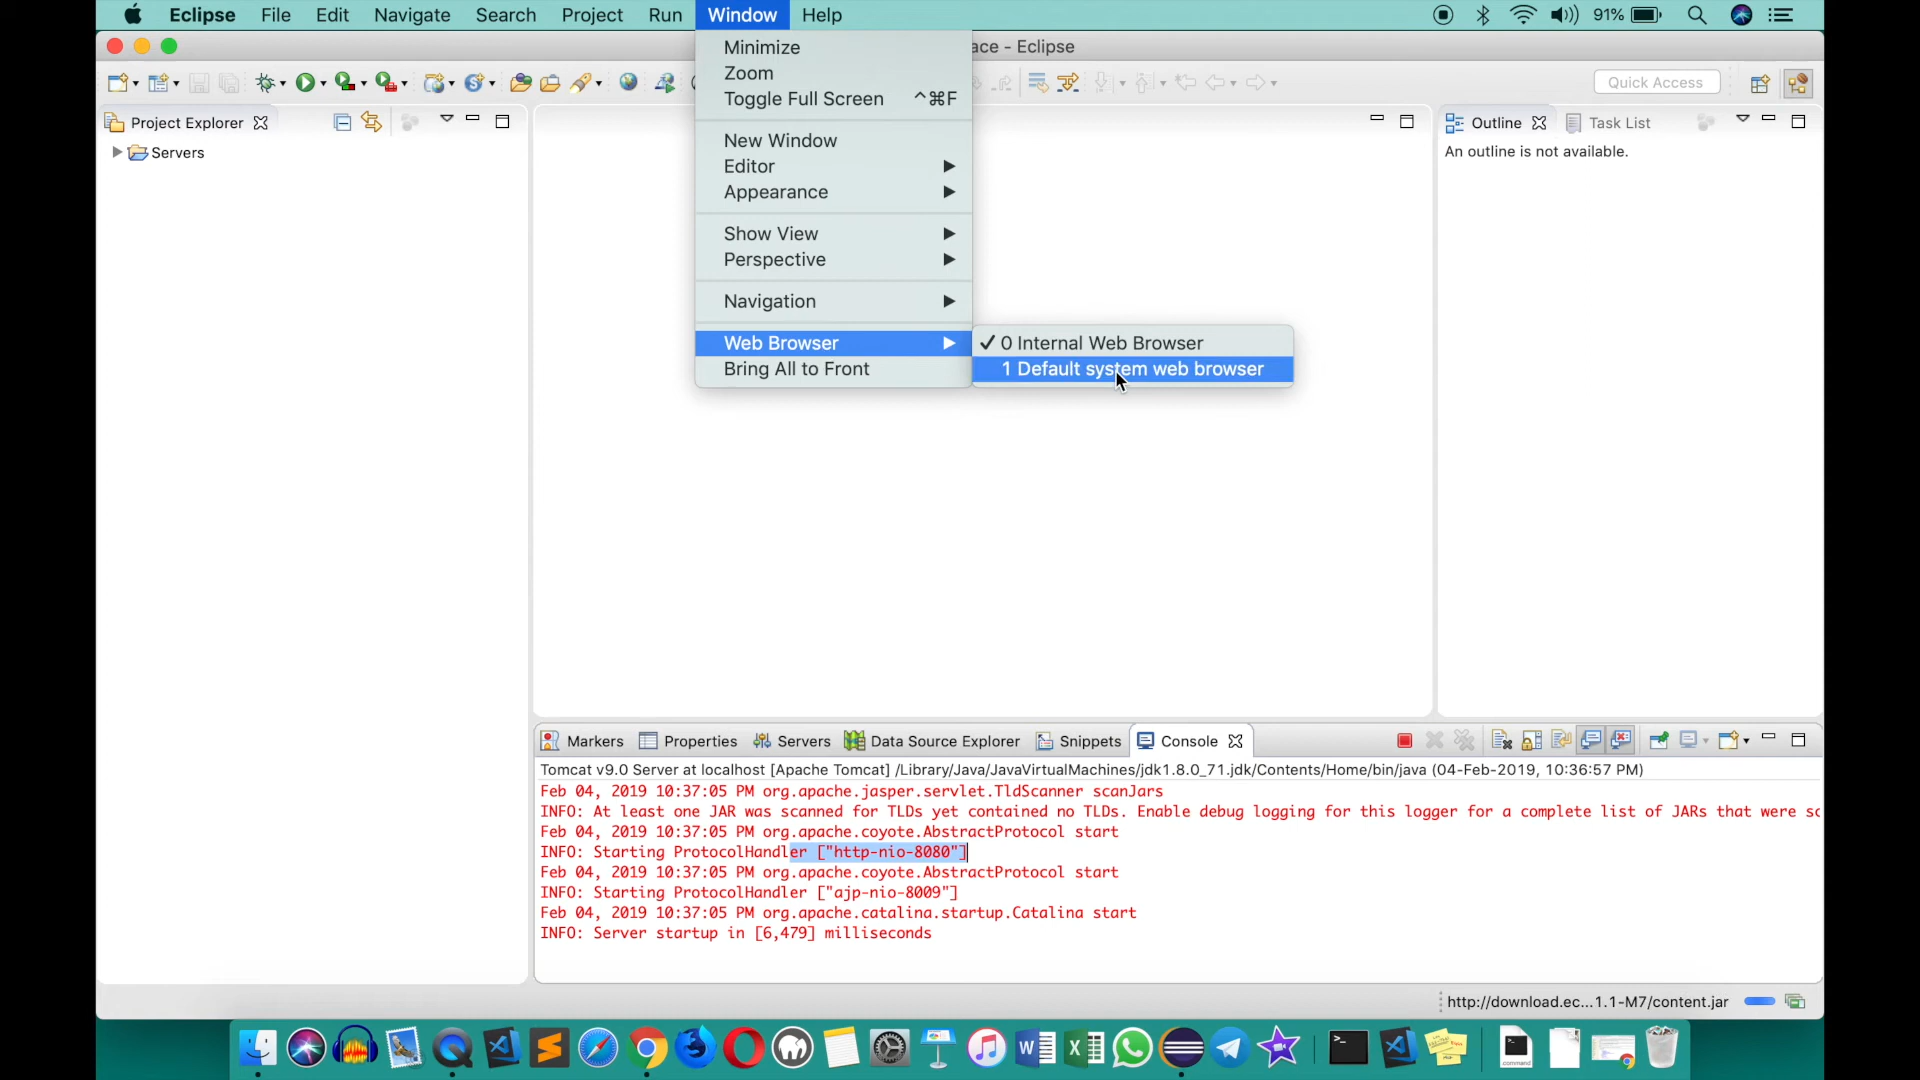 Eclipse File Edit Navigate Search Project Run Window Help 91%
ace - Eclipse
Minimize
Zoom
Toggle Full Screen ^⌘F
New Window
Editor
Appearance
Show View
Perspective
Navigation
Web Browser
Bring All to Front
0 Internal Web Browser
1 Default system web browser
Quick Access
Project Explorer
Servers
Outline Task List
An outline is not available.
Markers Properties Servers Data Source Explorer Snippets Console
Tomcat v9.0 Server at localhost [Apache Tomcat] /Library/Java/JavaVirtualMachines/jdk1.8.0_71.jdk/Contents/Home/bin/java (04-Feb-2019, 10:36:57 PM)
Feb 04, 2019 10:37:05 PM org.apache.jasper.servlet.TldScanner scanJars
INFO: At least one JAR was scanned for TLDs yet contained no TLDs. Enable debug logging for this logger for a complete list of JARs that were sc
Feb 04, 2019 10:37:05 PM org.apache.coyote.AbstractProtocol start
INFO: Starting ProtocolHandler ["http-nio-8080"]
Feb 04, 2019 10:37:05 PM org.apache.coyote.AbstractProtocol start
INFO: Starting ProtocolHandler ["ajp-nio-8009"]
Feb 04, 2019 10:37:05 PM org.apache.catalina.startup.Catalina start
INFO: Server startup in [6,479] milliseconds
http://download.ec...1.1-M7/content.jar